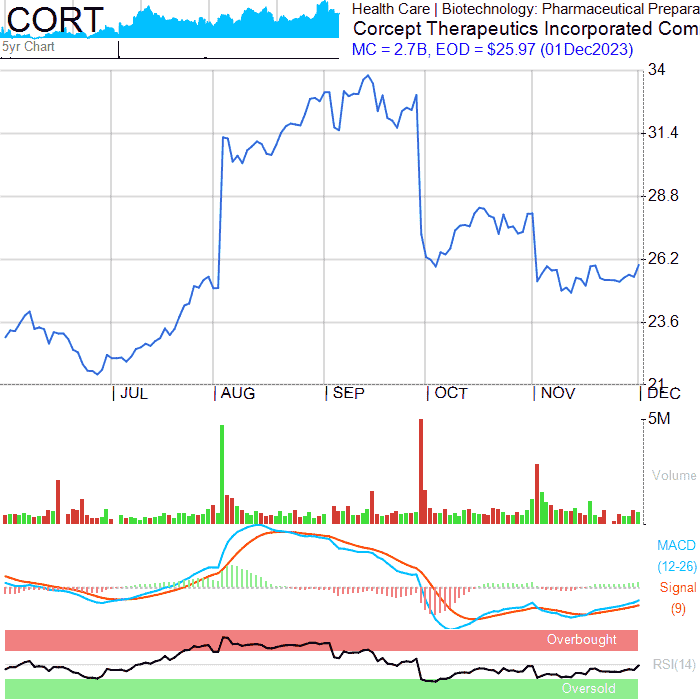 CORT
Health Care | Biotechnology: Pharmaceutical Prepara
Corcept Therapeutics Incorporated Com
5yr Chart
MC = 2.7B, EOD = $25.97 (01Dec2023)
34
31.4
28.8
26.2
23.6
21
JUL AUG SEP OCT NOV DEC
5M
Volume
MACD
(12-26)
Signal
(9)
Overbought
RSI(14)
Oversold